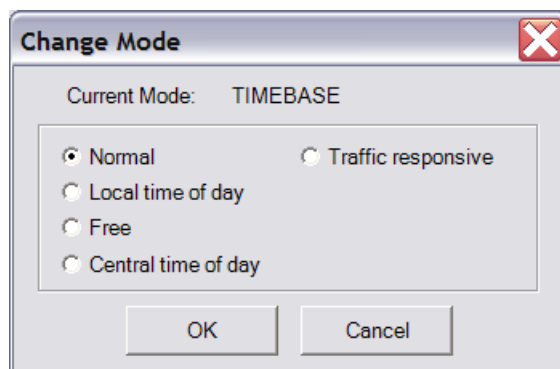 Change Mode
Current Mode: TIMEBASE
Normal Traffic responsive
Local time of day
Free
Central time of day
OK Cancel